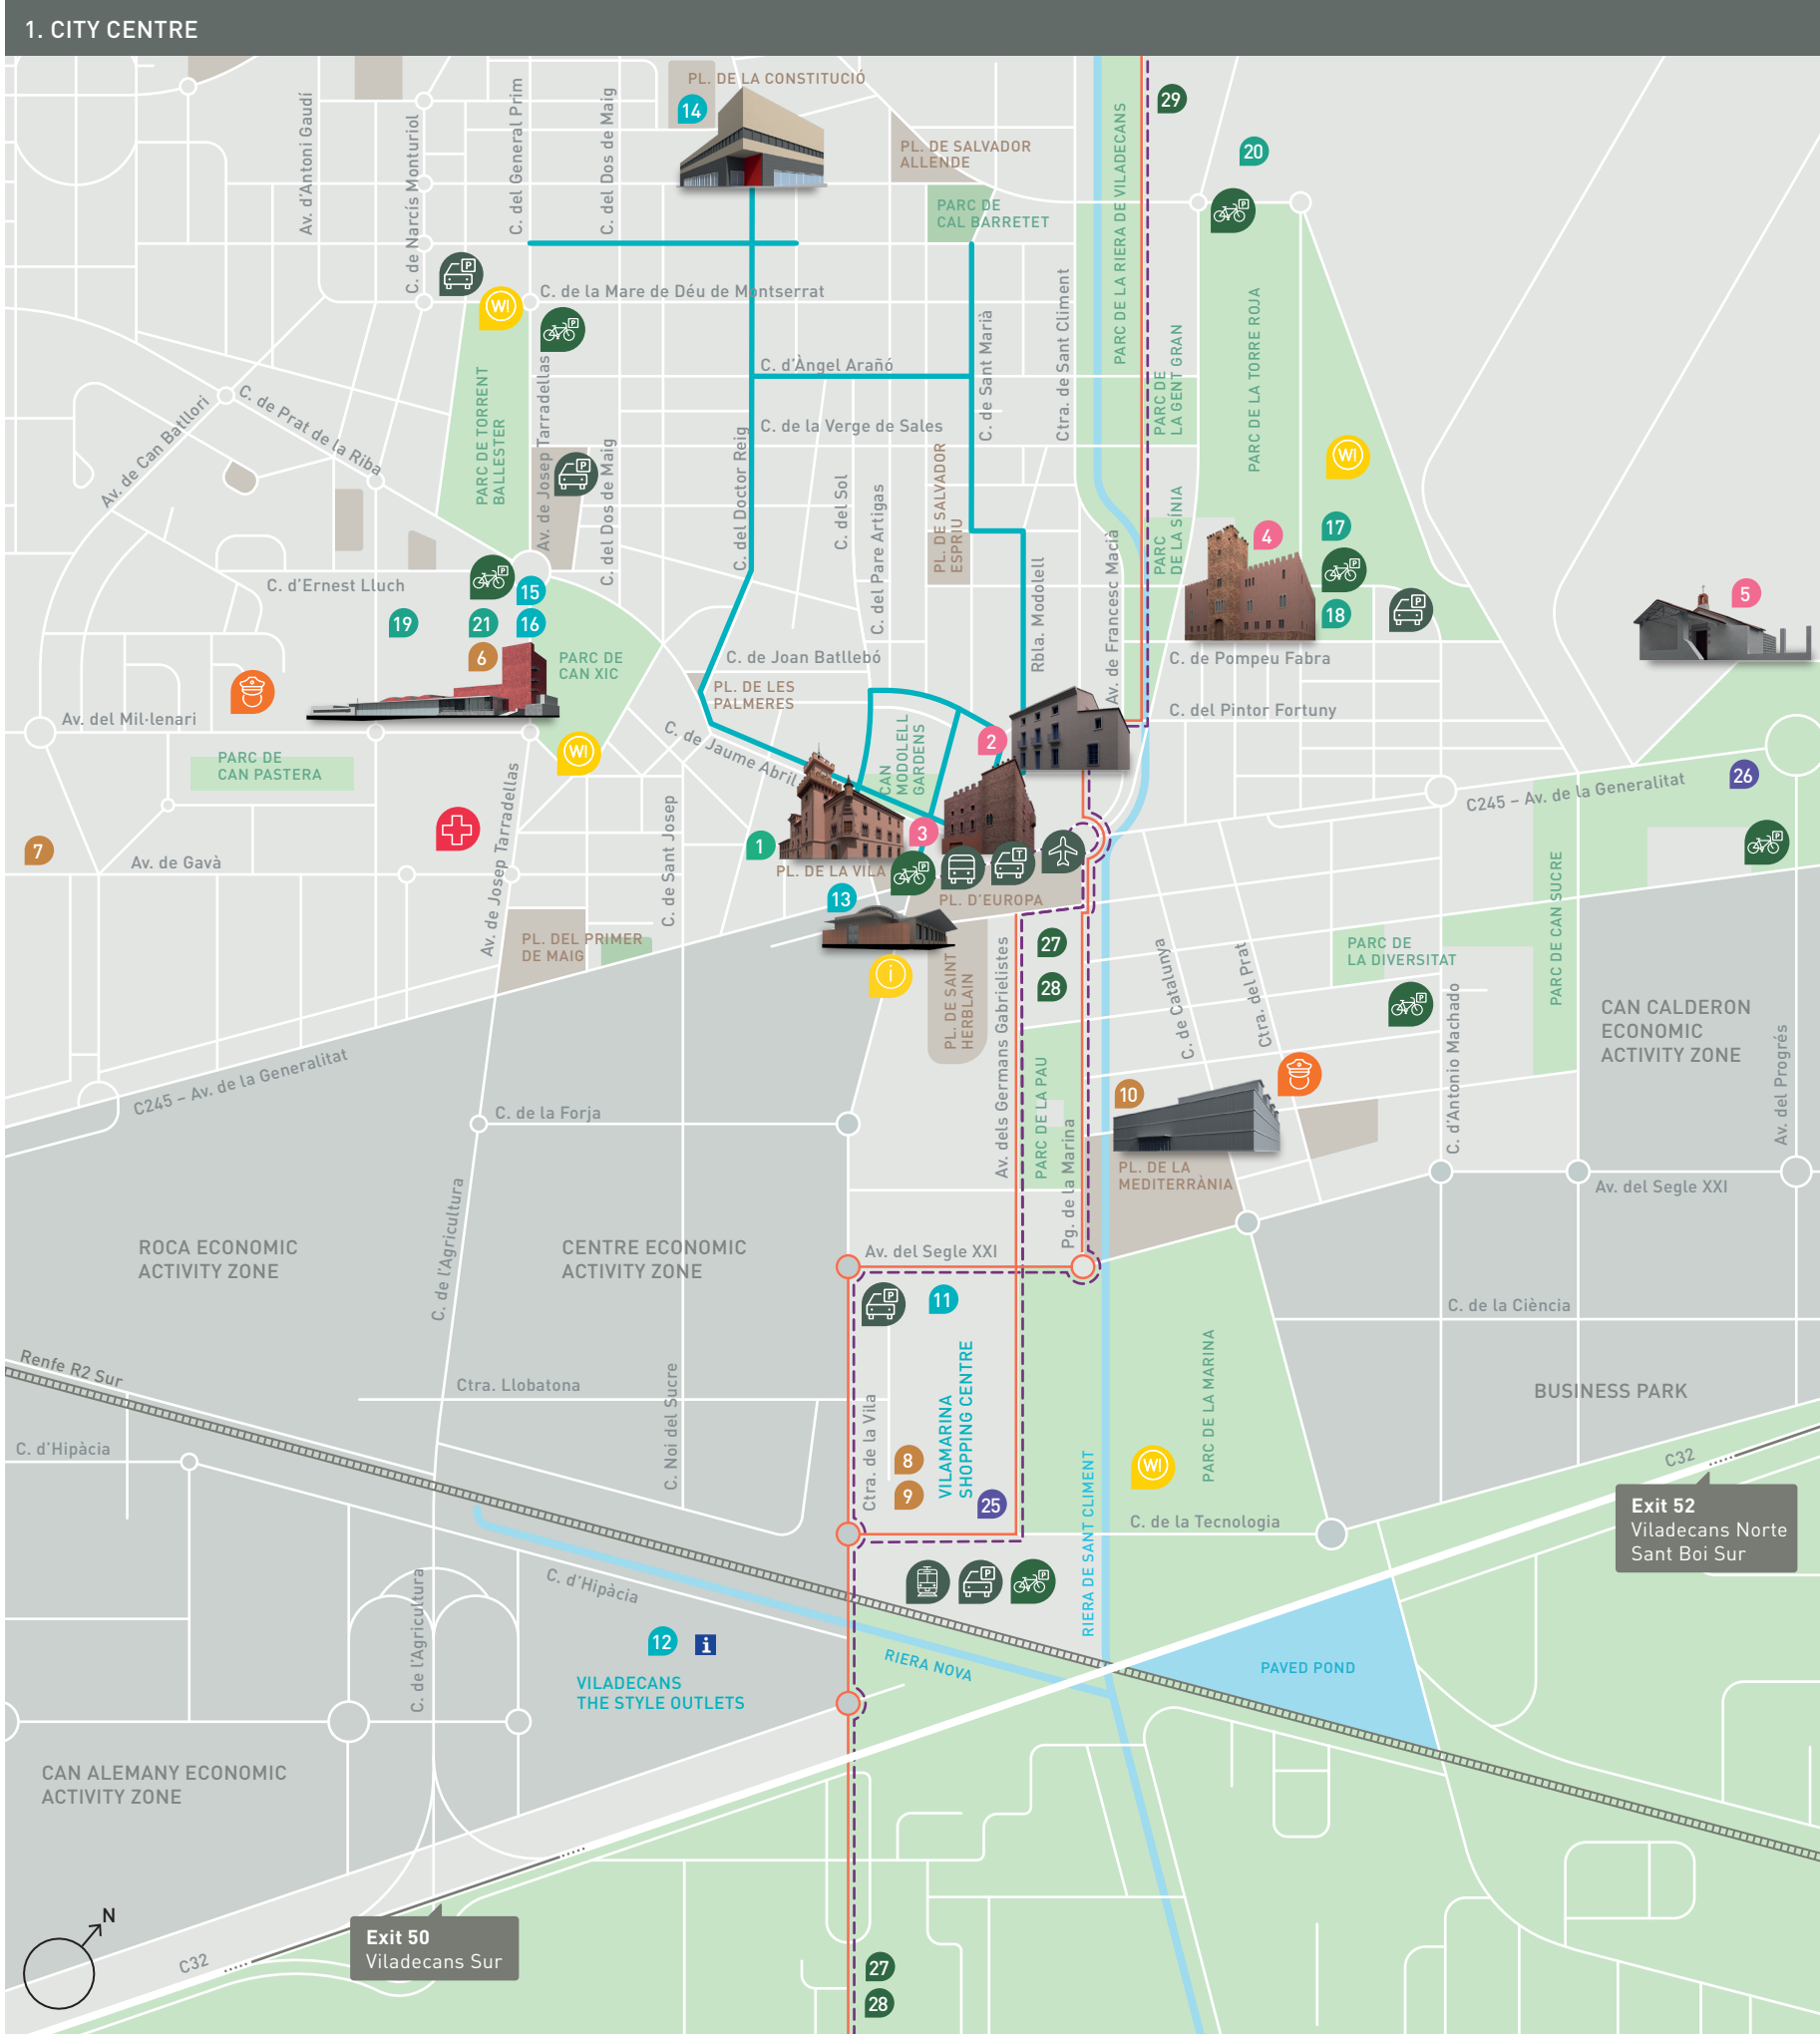 1. CITY CENTRE
PL. DE LA CONSTITUCIÓ
14
29
20
Av. d'Antoni Gaudí
C. de Narcís Monturiol
C. del General Prim
C. del Dos de Maig
PL. DE SALVADOR
ALLENDE
PARC DE
CAL BARRETET
PARC DE LA RIERA DE VILADECANS
P
P
WI
C. de la Mare de Déu de Montserrat
P
C. d'Àngel Arañó
C. de Sant Marià
Ctra. de Sant Climent
PARC DE
LA GENT GRAN
PARC DE LA TORRE ROJA
Av. de Can Batllori
C. de Prat de la Riba
PARC DE TORRENT
BALLESTER
Av. de Josep Tarradellas
P
C. del Dos de Maig
C. del Doctor Reig
C. de la Verge de Sales
C. del Sol
C. del Pare Artigas
PL. DE SALVADOR
ESPRIU
WI
PARC
DE LA SÍNIA
4
17
P
18
P
5
C. d'Ernest Lluch
P
15
19
21
16
6
PARC DE
CAN XIC
C. de Joan Batllebó
Rbla. Modolell
Av. de Francesc Macià
C. de Pompeu Fabra
PL. DE LES
PALMERES
Av. del Mil·lenari
C. del Pintor Fortuny
C. de Jaume Abril
CAN
MODOLELL
GARDENS
2
PARC DE
CAN PASTERA
WI
C245 – Av. de la Generalitat
26
7
Av. de Gavà
Av. de Josep Tarradellas
C. de Sant Josep
1
3
PL. DE LA VILA
P
T
P
13
PL. D'EUROPA
PL. DEL PRIMER
DE MAIG
i
PL. DE SAINT
HERBLAIN
Av. dels Germans Gabrielistes
27
28
C. de Catalunya
Ctra. del Prat
PARC DE
LA DIVERSITAT
P
PARC DE CAN SUCRE
CAN CALDERON
ECONOMIC
ACTIVITY ZONE
C. d'Antonio Machado
Av. del Progrés
C245 – Av. de la Generalitat
C. de la Forja
PARC DE LA PAU
Pg. de la Marina
10
PL. DE LA
MEDITERRÀNIA
Av. del Segle XXI
C. de l'Agricultura
ROCA ECONOMIC
ACTIVITY ZONE
CENTRE ECONOMIC
ACTIVITY ZONE
Av. del Segle XXI
P
11
C. de la Ciència
Renfe R2 Sur
Ctra. Llobatona
C. Noi del Sucre
Ctra. de la Vila
VILAMARINA
SHOPPING CENTRE
PARC DE LA MARINA
BUSINESS PARK
C. d'Hipàcia
8
9
25
WI
C32
RIERA DE SANT CLIMENT
C. de la Tecnologia
Exit 52
Viladecans Norte
Sant Boi Sur
C. d'Hipàcia
P
P
C. de l'Agricultura
12
i
RIERA NOVA
PAVED POND
VILADECANS
THE STYLE OUTLETS
CAN ALEMANY ECONOMIC
ACTIVITY ZONE
N
Exit 50
Viladecans Sur
C32
27
28